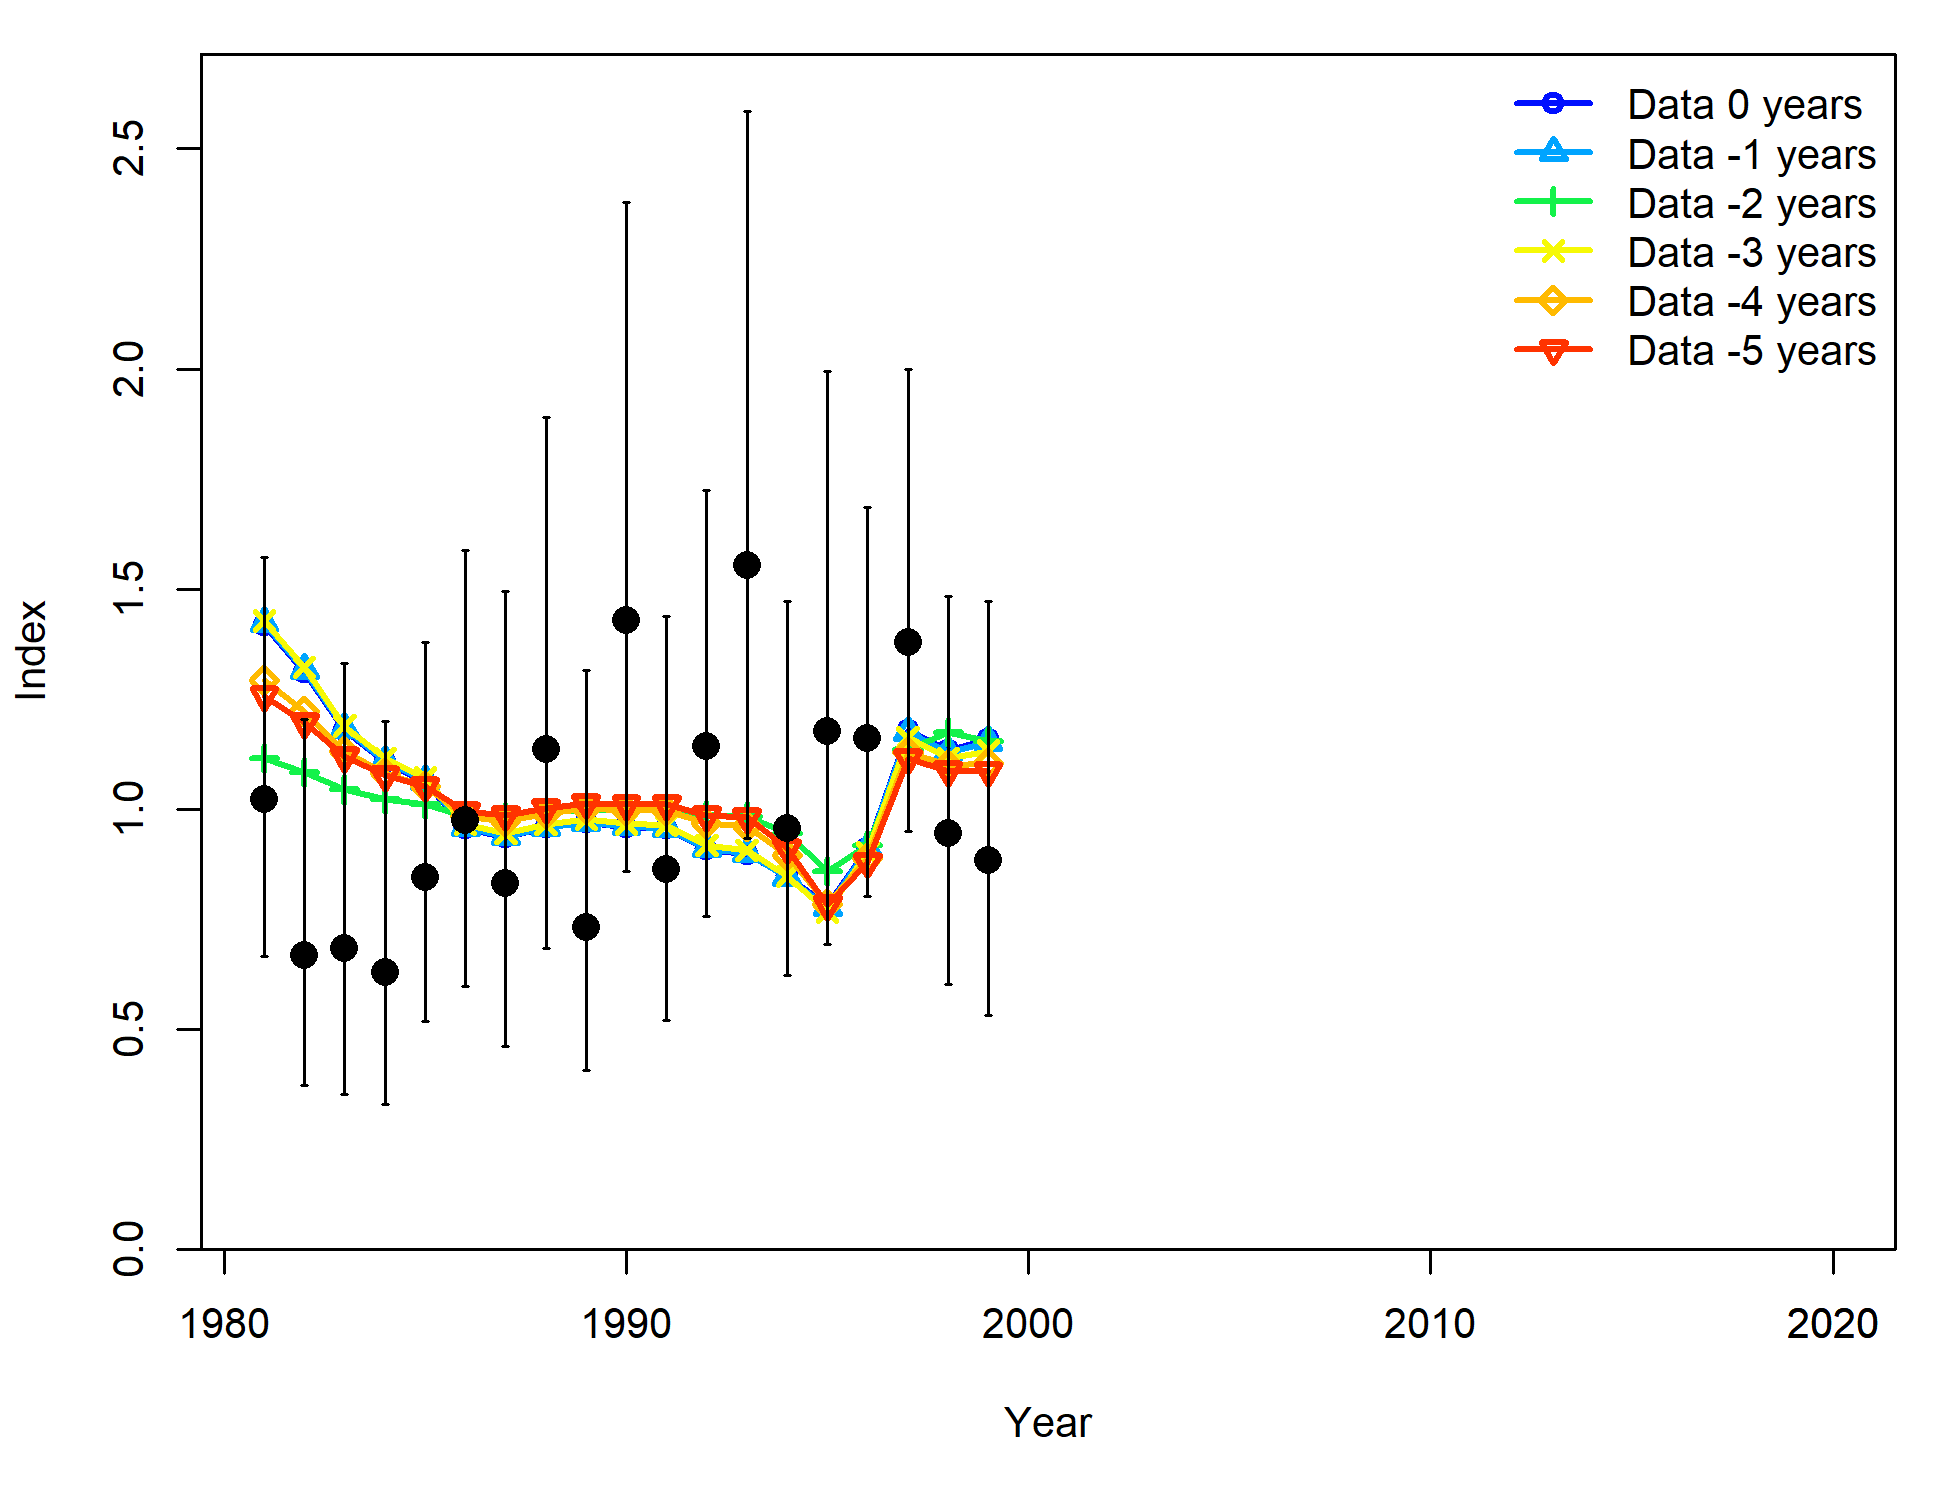 Data 0 years
Data -1 years
Data -2 years
Data -3 years
Data -4 years
Data -5 years
2.5
2.0
1.5
1.0
0.5
0.0
Index
1980 1990 2000 2010 2020
Year